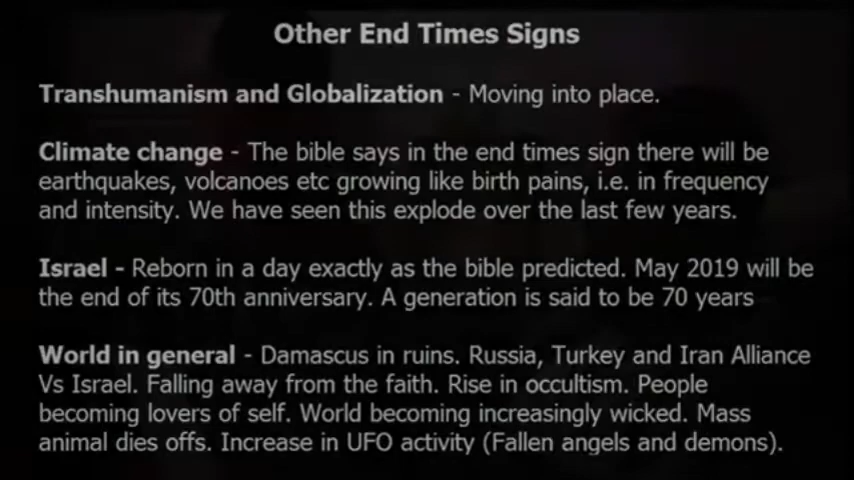 Other End Times Signs
Transhumanism and Globalization - Moving into place.
Climate change - The bible says in the end times sign there will be
earthquakes, volcanoes etc growing like birth pains, i.e. in frequency
and intensity. We have seen this explode over the last few years.
Israel - Reborn in a day exactly as the bible predicted. May 2019 will be
the end of its 70th anniversary. A generation is said to be 70 years
World in general - Damascus in ruins. Russia, Turkey and Iran Alliance
Vs Israel. Falling away from the faith. Rise in occultism. People
becoming lovers of self. World becoming increasingly wicked. Mass
animal dies offs. Increase in UFO activity (Fallen angels and demons).